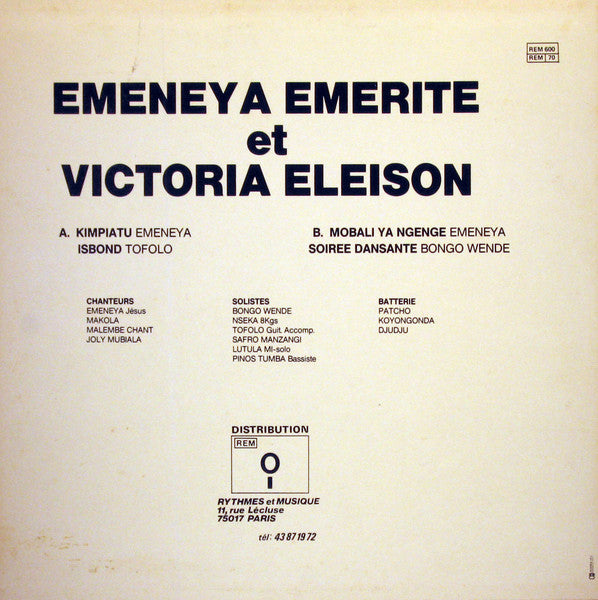 REM 600
REM 70
EMENEYA EMERITE
et
VICTORIA ELEISON
A. KIMPIATU EMENEYA
ISBOND TOFOLO
B. MOBALI YA NGENGE EMENEYA
SOIREE DANSANTE BONGO WENDE
CHANTEURS
EMENEYA Jésus
MAKOLA
MALEMBE CHANT
JOLY MUBIALA
SOLISTES
BONGO WENDE
NSEKA 8Kgs
TOFOLO Guit. Accomp.
SAFRO MANZANGI
LUTULA MI-solo
PINOS TUMBA Bassiste
BATTERIE
PATCHO
KOYONGONDA
DJUDJU
DISTRIBUTION
REM
RYTHMES et MUSIQUE
11, rue Lécluse
75017 PARIS
tél: 43 87 19 72